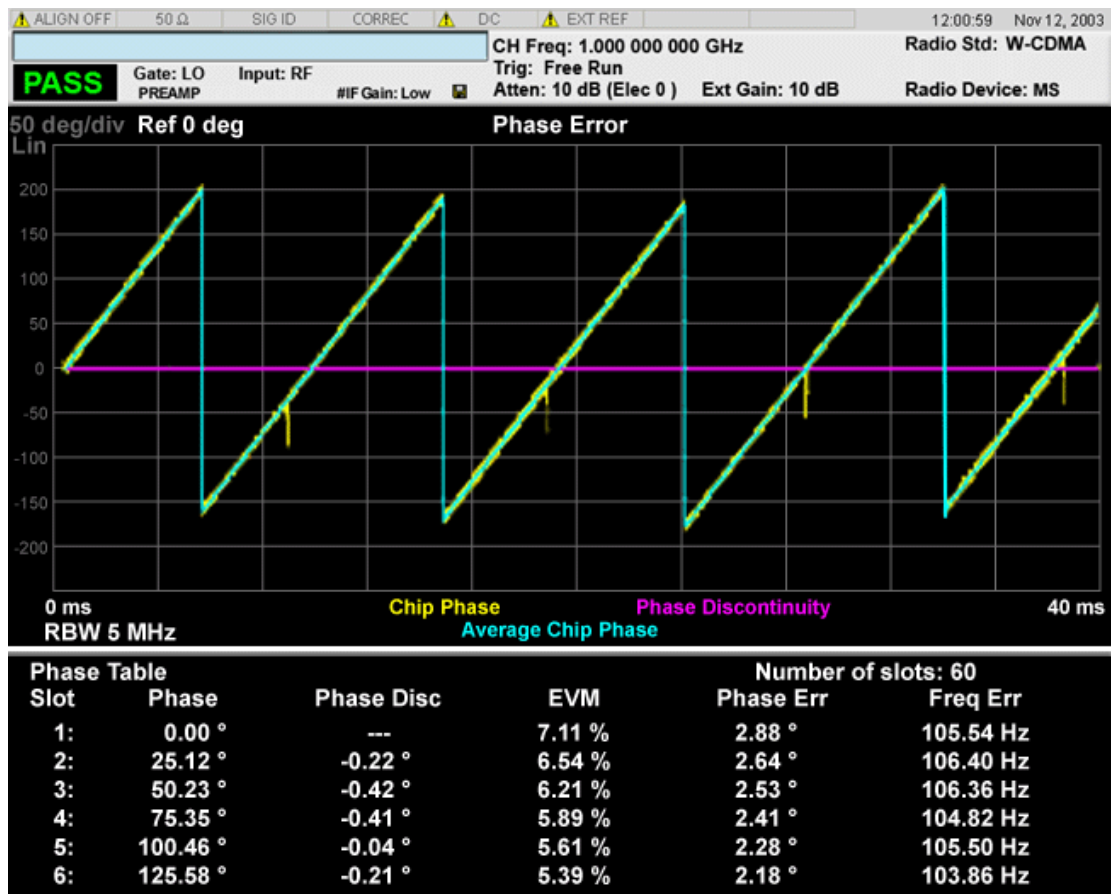 ALIGN OFF 50 Ω SIG ID CORREC DC EXT REF 12:00:59 Nov 12, 2003
CH Freq: 1.000 000 000 GHz Radio Std: W-CDMA
PASS Gate: LO Input: RF Trig: Free Run
PREAMP #IF Gain: Low Atten: 10 dB (Elec 0 ) Ext Gain: 10 dB Radio Device: MS
50 deg/div Ref 0 deg Phase Error
Lin
200
150
100
50
0
-50
-100
-150
-200
0 ms Chip Phase Phase Discontinuity 40 ms
RBW 5 MHz Average Chip Phase
Phase Table Number of slots: 60
Slot Phase Phase Disc EVM Phase Err Freq Err
1: 0.00 ° --- 7.11 % 2.88 ° 105.54 Hz
2: 25.12 ° -0.22 ° 6.54 % 2.64 ° 106.40 Hz
3: 50.23 ° -0.42 ° 6.21 % 2.53 ° 106.36 Hz
4: 75.35 ° -0.41 ° 5.89 % 2.41 ° 104.82 Hz
5: 100.46 ° -0.04 ° 5.61 % 2.28 ° 105.50 Hz
6: 125.58 ° -0.21 ° 5.39 % 2.18 ° 103.86 Hz